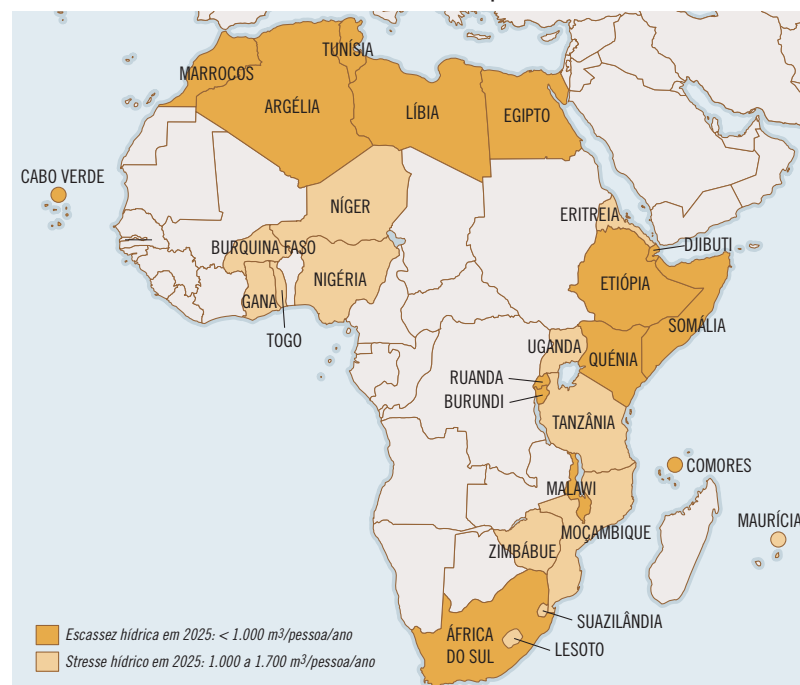 TUNÍSIA
MARROCOS
ARGÉLIA
LÍBIA
EGIPTO
CABO VERDE
NÍGER
ERITREIA
DJIBUTI
BURQUINA FASO
NIGÉRIA
ETIÓPIA
GANA
SOMÁLIA
TOGO
UGANDA
QUÉNIA
RUANDA
BURUNDI
TANZÂNIA
COMORES
MALAWI
MAURÍCIA
MOÇAMBIQUE
ZIMBÁBUE
SUAZILÂNDIA
ÁFRICA
DO SUL
LESOTO
Escassez hídrica em 2025: < 1.000 m3/pessoa/ano
Stresse hídrico em 2025: 1.000 a 1.700 m3/pessoa/ano